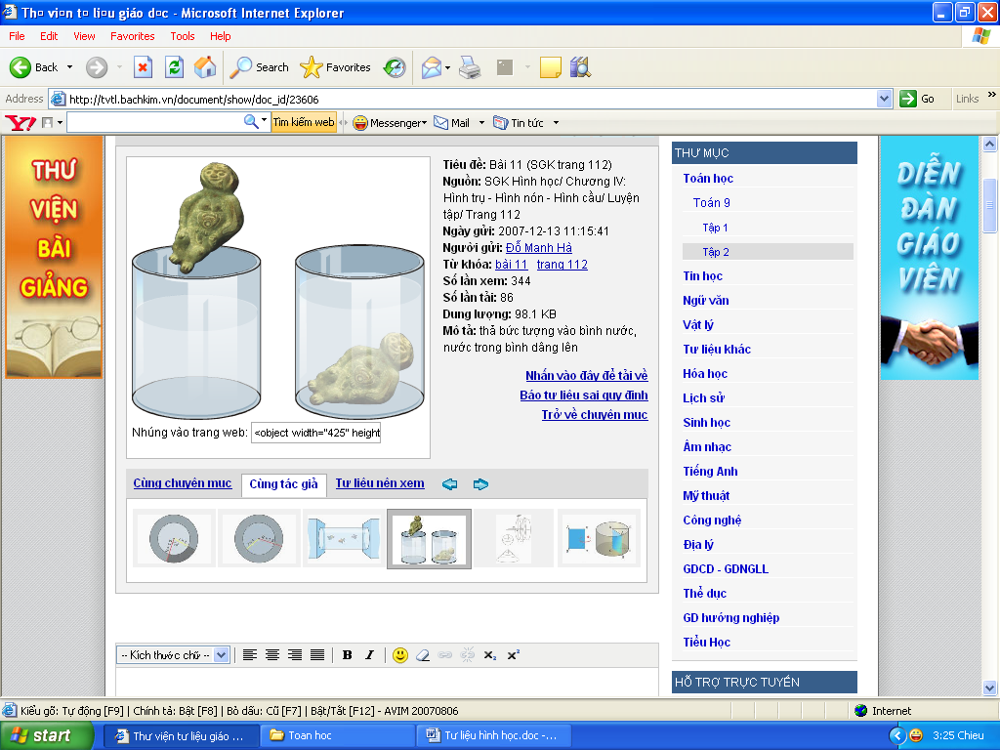 Thư viện tư liệu giáo dục - Microsoft Internet Explorer
File Edit View Favorites Tools Help
Back Search Favorites
Address http://tvtl.bachkim.vn/document/show/doc_id/23606 Go Links »
Y! Tìm kiếm web Messenger Mail Tin tức
THƯ VIỆN BÀI GIẢNG
Tiêu đề: Bài 11 (SGK trang 112)
Nguồn: SGK Hình học/ Chương IV:
Hình trụ - Hình nón - Hình cầu/ Luyện
tập/ Trang 112
Ngày gửi: 2007-12-13 11:15:41
Người gửi: Đỗ Mạnh Hà
Từ khóa: bài 11 trang 112
Số lần xem: 344
Số lần tải: 86
Dung lượng: 98.1 KB
Mô tả: thả bức tượng vào bình nước,
nước trong bình dâng lên
Nhấn vào đây để tải về
Báo tư liệu sai quy định
Trở về chuyên mục
Nhúng vào trang web: <object width="425" height
Cùng chuyên mục Cùng tác giả Tư liệu nên xem
-- Kích thước chữ -- B I x₂ x²
THƯ MỤC
Toán học
Toán 9
Tập 1
Tập 2
Tin học
Ngữ văn
Vật lý
Tư liệu khác
Hóa học
Lịch sử
Sinh học
Âm nhạc
Tiếng Anh
Mỹ thuật
Công nghệ
Địa lý
GDCD - GDNGLL
Thể dục
GD hướng nghiệp
Tiểu Học
HỖ TRỢ TRỰC TUYẾN
DIỄN ĐÀN GIÁO VIÊN
Kiểu gõ: Tự động [F9] | Chính tả: Bật [F8] | Bỏ dấu: Cũ [F7] | Bật/Tắt [F12] - AVIM 20070806 Internet
start Thư viện tư liệu giáo ... Toan hoc Tư liệu hình học.doc -... 3:25 Chieu